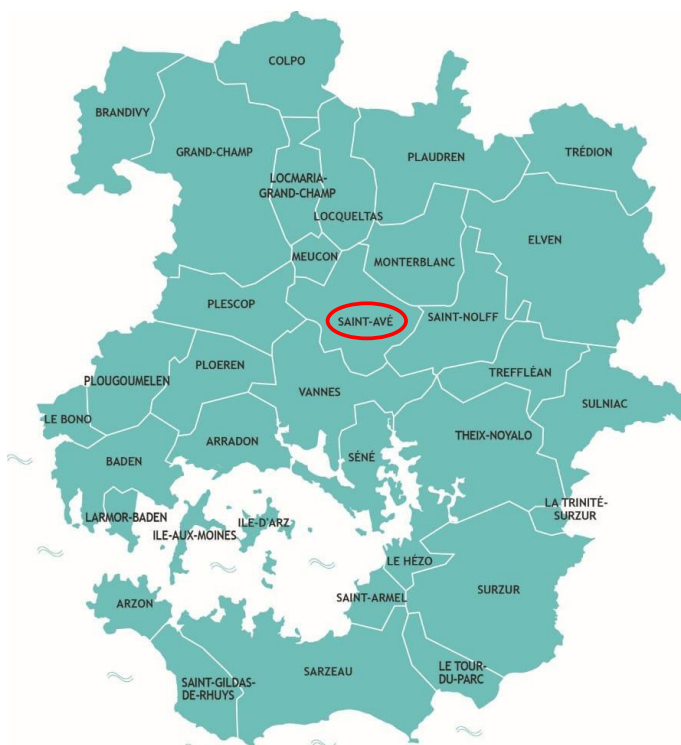 COLPO
BRANDIVY
GRAND-CHAMP
PLAUDREN
TRÉDION
LOCMARIA-
GRAND-CHAMP
LOCQUELTAS
ELVEN
MEUCON
MONTERBLANC
PLESCOP
SAINT-AVÉ
SAINT-NOLFF
PLOEREN
TREFFLÉAN
PLOUGOUMELEN
VANNES
SULNIAC
LE BONO
ARRADON
THEIX-NOYALO
BADEN
SÉNÉ
LA TRINITÉ-
SURZUR
LARMOR-BADEN
ILE-D'ARZ
ILE-AUX-MOINES
LE HÉZO
SURZUR
SAINT-ARMEL
ARZON
LE TOUR-
DU-PARC
SARZEAU
SAINT-GILDAS-
DE-RHUYS